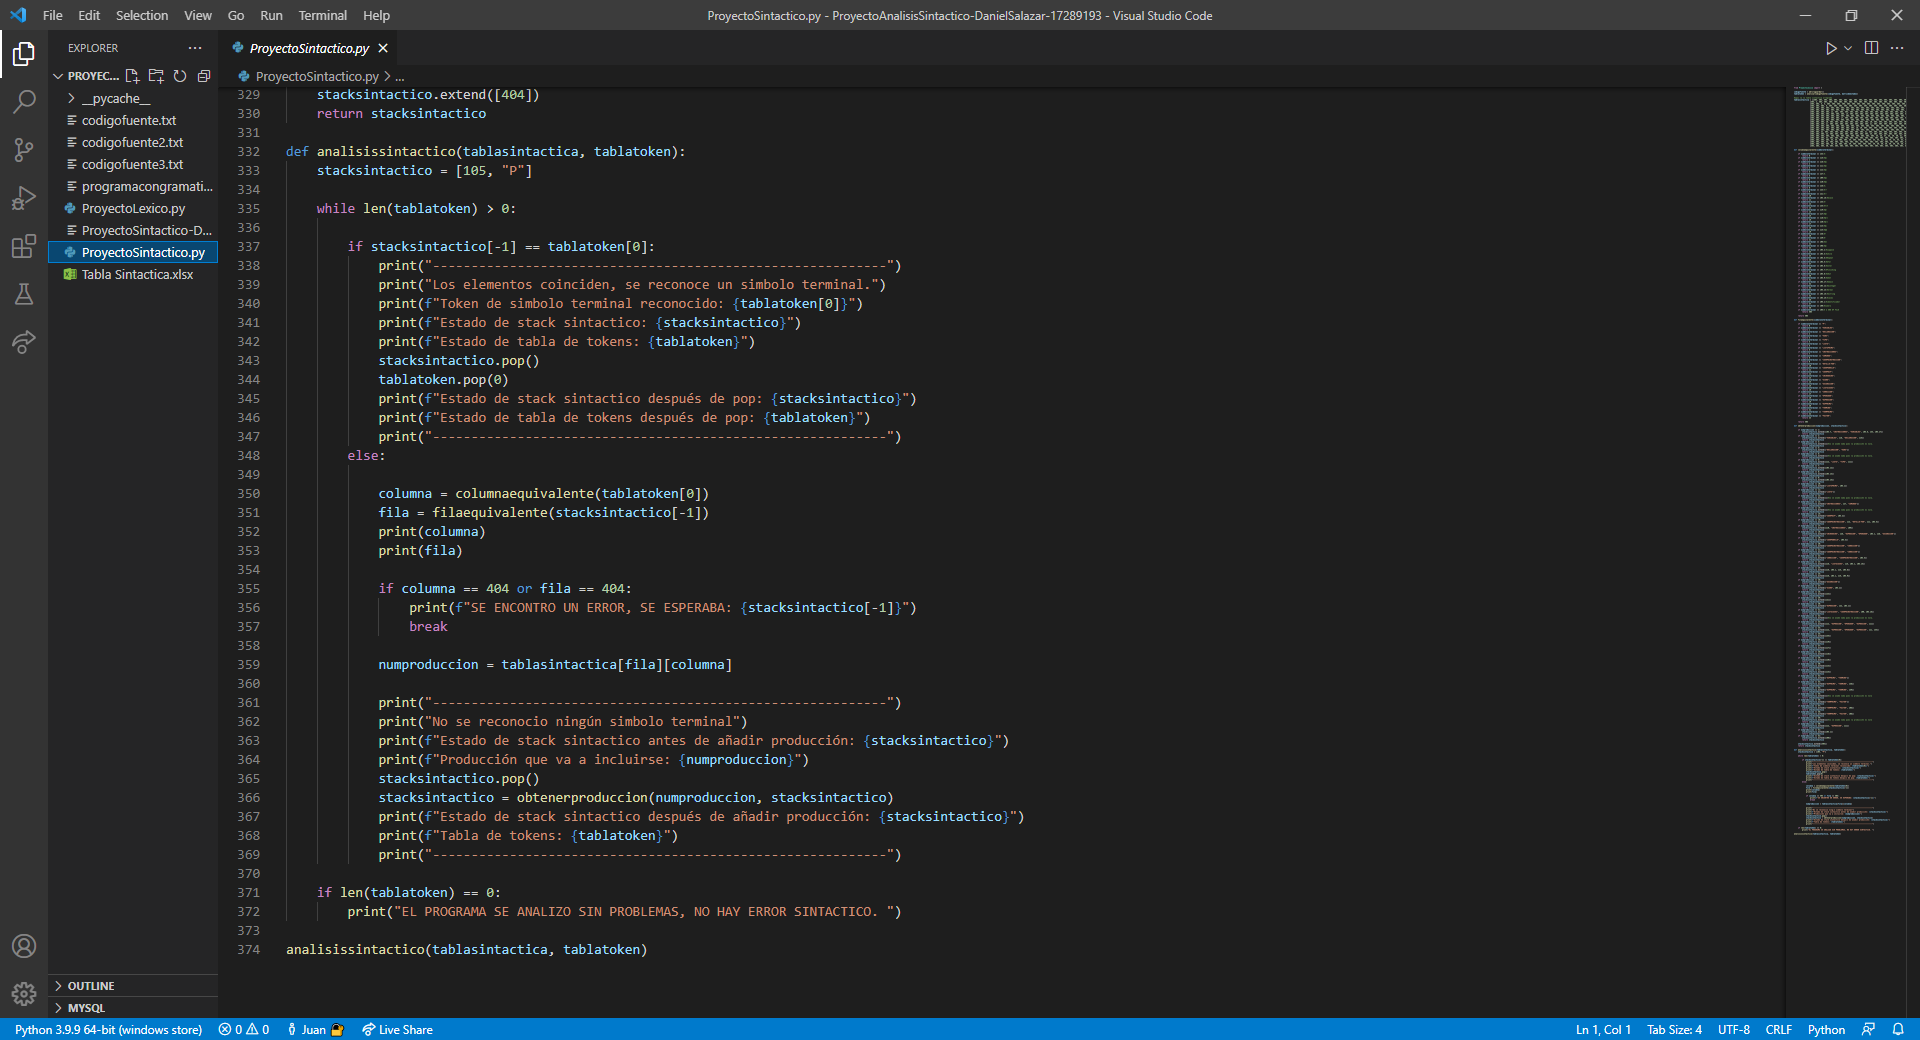 File Edit Selection View Go Run Terminal Help
ProyectoSintactico.py - ProyectoAnalisisSintactico-DanielSalazar-17289193 - Visual Studio Code
EXPLORER
PROYEC...
__pycache__
codigofuente.txt
codigofuente2.txt
codigofuente3.txt
programacongramati...
ProyectoLexico.py
ProyectoSintactico-D...
ProyectoSintactico.py
Tabla Sintactica.xlsx
OUTLINE
MYSQL
ProyectoSintactico.py
ProyectoSintactico.py > ...
329 stacksintactico.extend([404])
330 return stacksintactico
331
332 def analisissintactico(tablasintactica, tablatoken):
333 stacksintactico = [105, "P"]
334
335 while len(tablatoken) > 0:
336
337 if stacksintactico[-1] == tablatoken[0]:
338 print("-----------------------------------------------------------")
339 print("Los elementos coinciden, se reconoce un simbolo terminal.")
340 print(f"Token de simbolo terminal reconocido: {tablatoken[0]}")
341 print(f"Estado de stack sintactico: {stacksintactico}")
342 print(f"Estado de tabla de tokens: {tablatoken}")
343 stacksintactico.pop()
344 tablatoken.pop(0)
345 print(f"Estado de stack sintactico después de pop: {stacksintactico}")
346 print(f"Estado de tabla de tokens después de pop: {tablatoken}")
347 print("-----------------------------------------------------------")
348 else:
349
350 columna = columnaequivalente(tablatoken[0])
351 fila = filaequivalente(stacksintactico[-1])
352 print(columna)
353 print(fila)
354
355 if columna == 404 or fila == 404:
356 print(f"SE ENCONTRO UN ERROR, SE ESPERABA: {stacksintactico[-1]}")
357 break
358
359 numproduccion = tablasintactica[fila][columna]
360
361 print("-----------------------------------------------------------")
362 print("No se reconocio ningún simbolo terminal")
363 print(f"Estado de stack sintactico antes de añadir producción: {stacksintactico}")
364 print(f"Producción que va a incluirse: {numproduccion}")
365 stacksintactico.pop()
366 stacksintactico = obtenerproduccion(numproduccion, stacksintactico)
367 print(f"Estado de stack sintactico después de añadir producción: {stacksintactico}")
368 print(f"Tabla de tokens: {tablatoken}")
369 print("-----------------------------------------------------------")
370
371 if len(tablatoken) == 0:
372 print("EL PROGRAMA SE ANALIZO SIN PROBLEMAS, NO HAY ERROR SINTACTICO. ")
373
374 analisissintactico(tablasintactica, tablatoken)
Python 3.9.9 64-bit (windows store) 0 0 Juan Live Share
Ln 1, Col 1 Tab Size: 4 UTF-8 CRLF Python